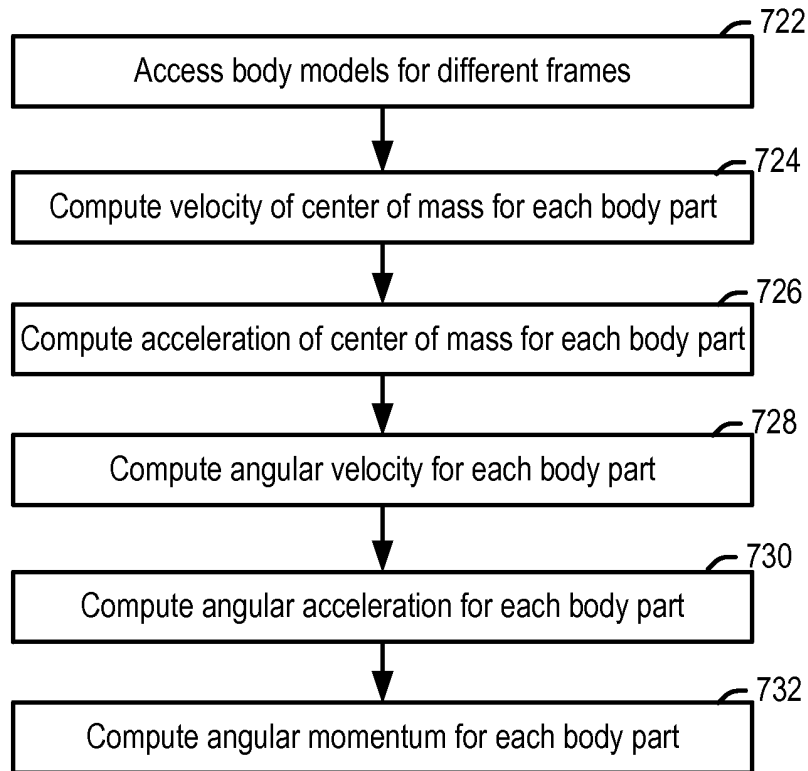 722
Access body models for different frames
724
Compute velocity of center of mass for each body part
726
Compute acceleration of center of mass for each body part
728
Compute angular velocity for each body part
730
Compute angular acceleration for each body part
732
Compute angular momentum for each body part